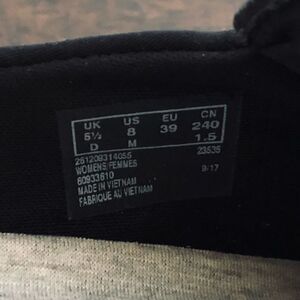 UK US EU CN
5½ 8 39 240
D M 1.5
261209314055 23535
WOMENS/FEMMES
60933610 9/17
MADE IN VIETNAM
FABRIQUE AU VIETNAM